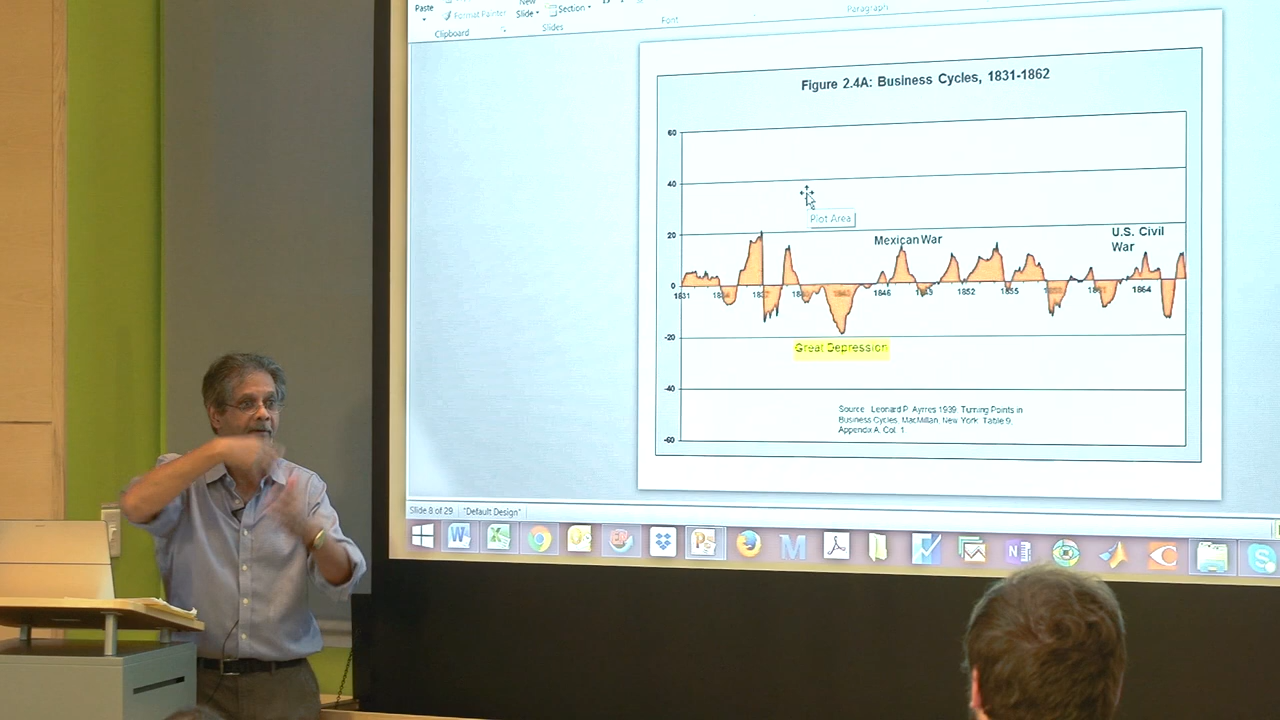 Paste
Format Painter
New
Slide
Section
Clipboard
Slides
Font
Paragraph
Figure 2.4A: Business Cycles, 1831-1862
60
40
Plot Area
20
Mexican War
U.S. Civil
War
0
1831
1846
1852
1855
1864
-20
Great Depression
-40
Source: Leonard P. Ayrres 1939. Turning Points in
Business Cycles. MacMillan, New York. Table 9,
Appendix A, Col. 1.
-60
Slide 8 of 29
"Default Design"